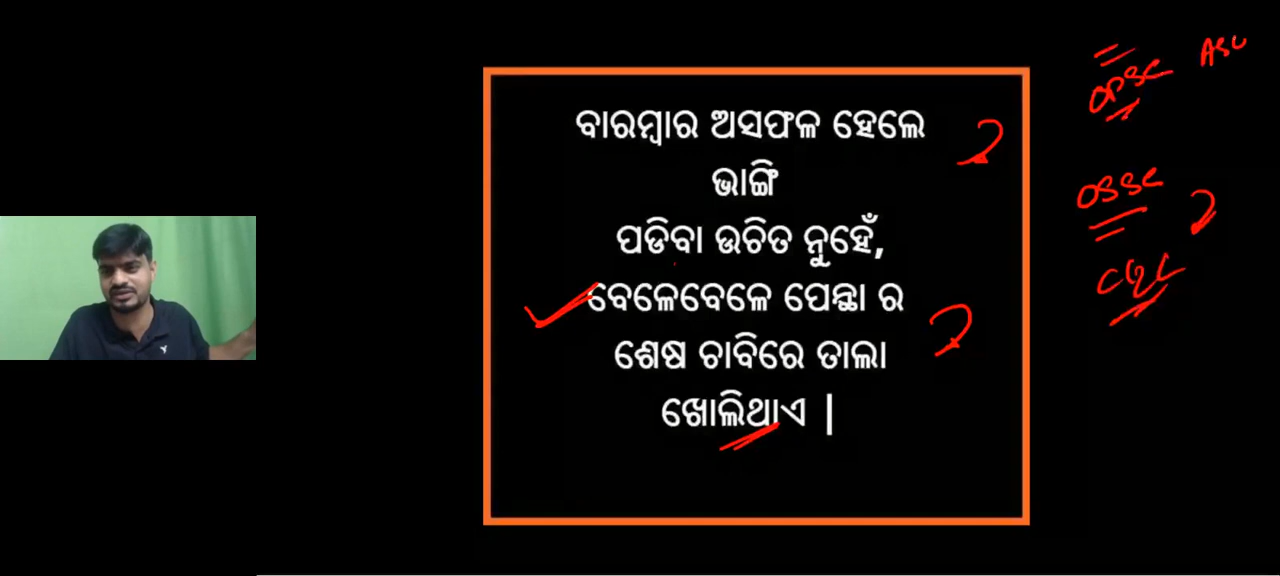 ବାରମ୍ବାର ଅସଫଳ ହେଲେ
ଭାଙ୍ଗି
ପଡିବା ଉଚିତ ନୁହେଁ,
ବେଳେବେଳେ ପେନ୍ଥା ର
ଶେଷ ଚାବିରେ ତାଲା
ଖୋଲିଥାଏ |
OPSC ASO
OSSC
CGL